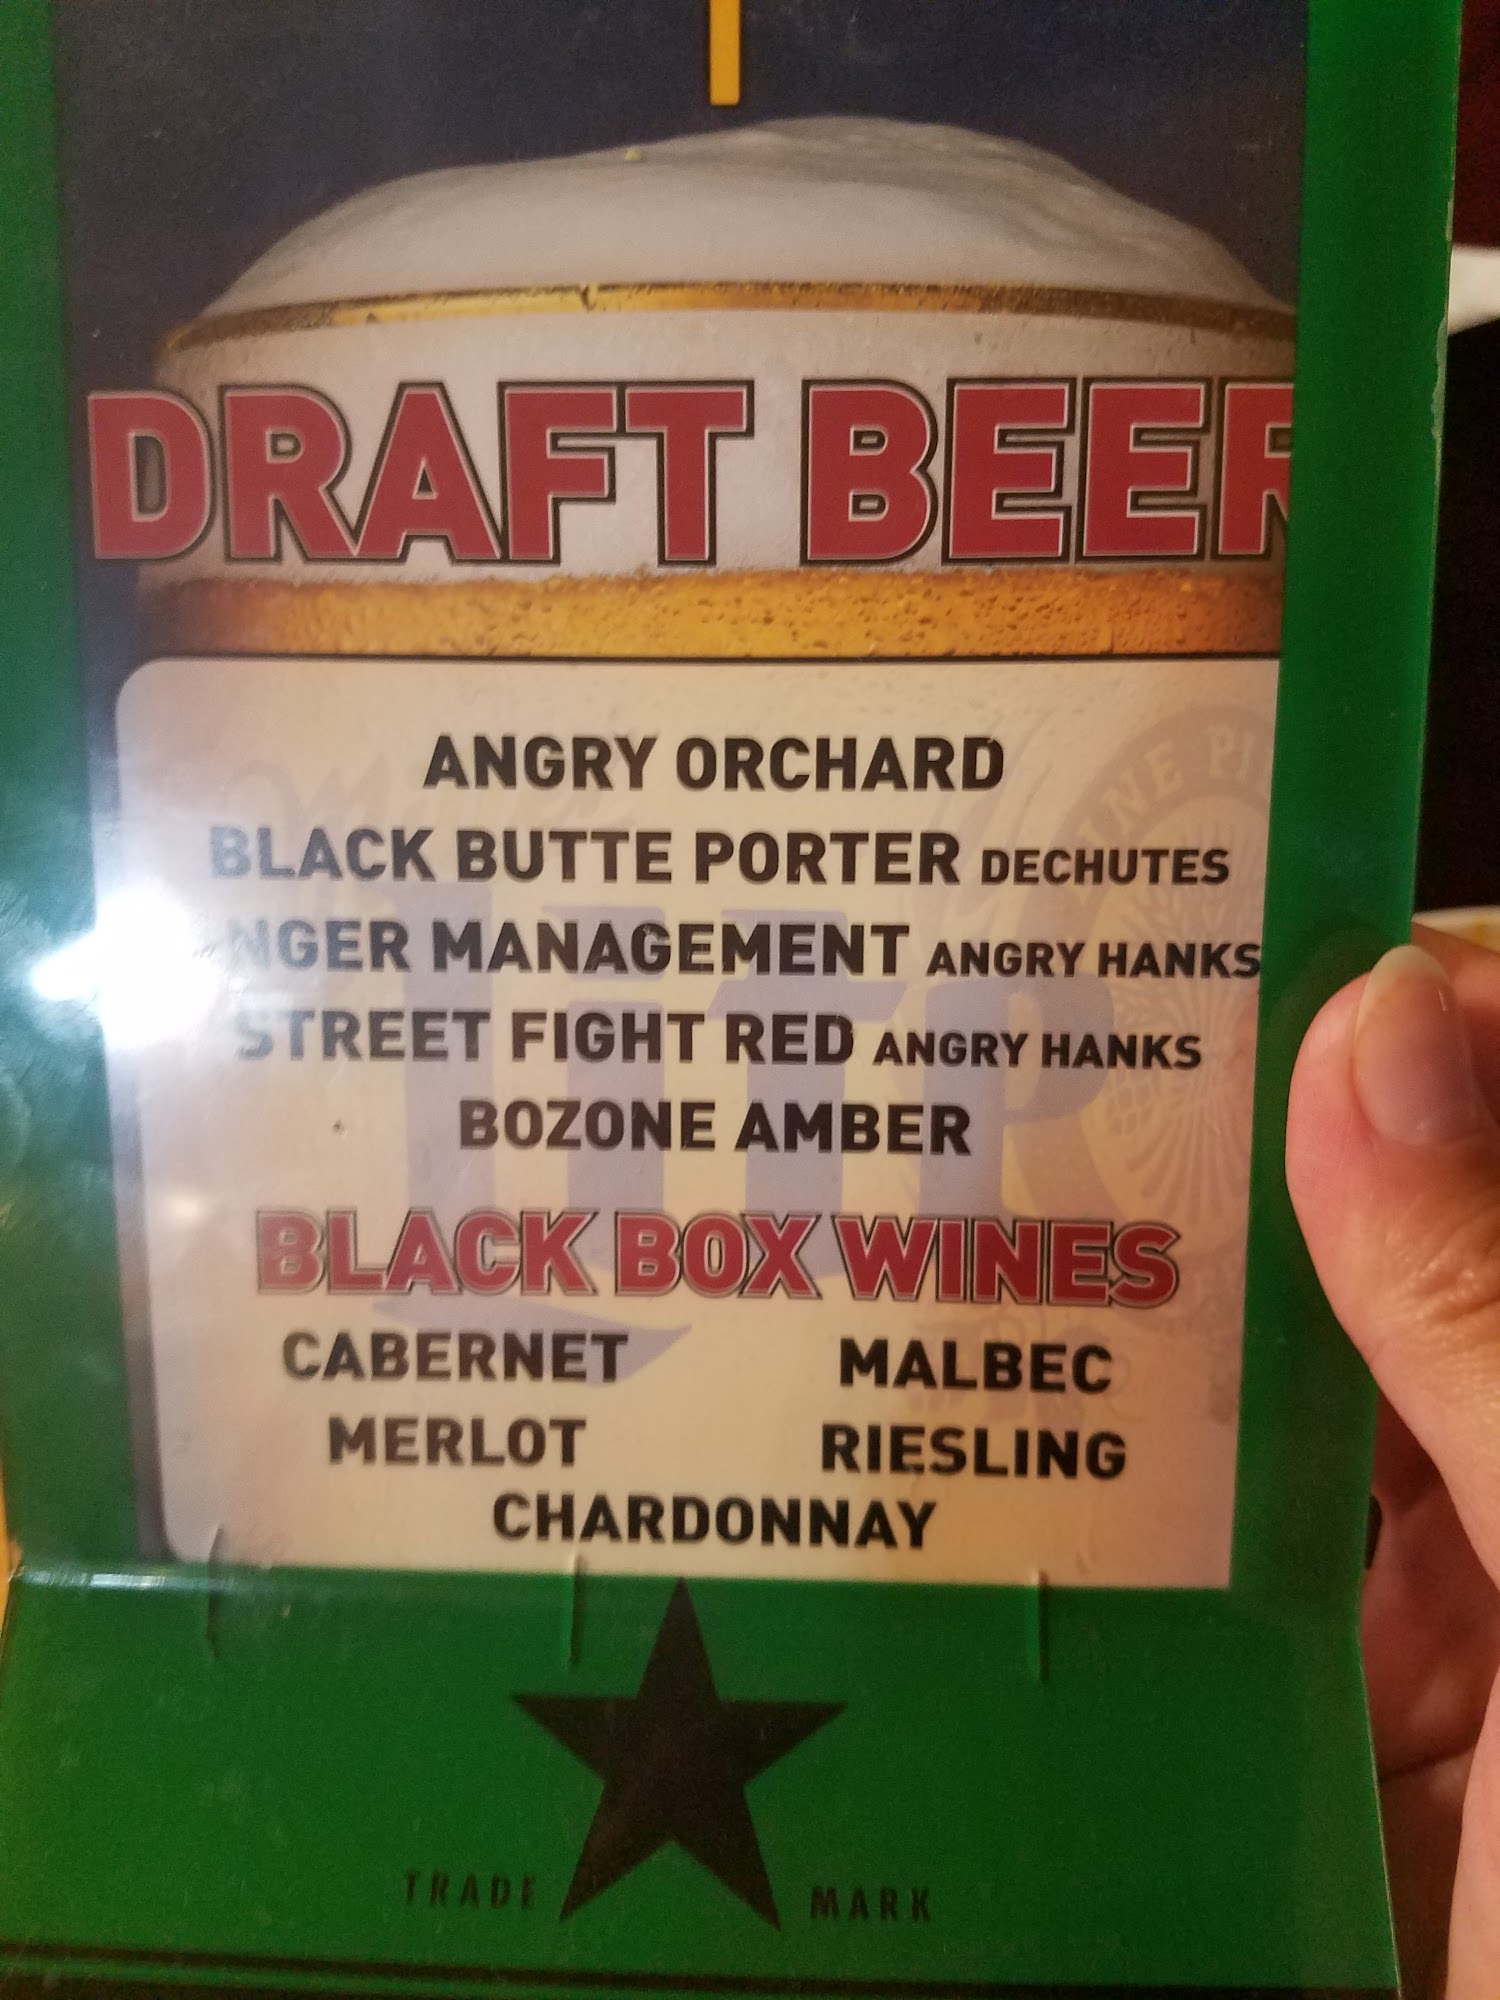 DRAFT BEER
ANGRY ORCHARD
BLACK BUTTE PORTER DECHUTES
NGER MANAGEMENT ANGRY HANKS
STREET FIGHT RED ANGRY HANKS
BOZONE AMBER
BLACK BOX WINES
CABERNET MALBEC
MERLOT RIESLING
CHARDONNAY
Lite
TRADE MARK